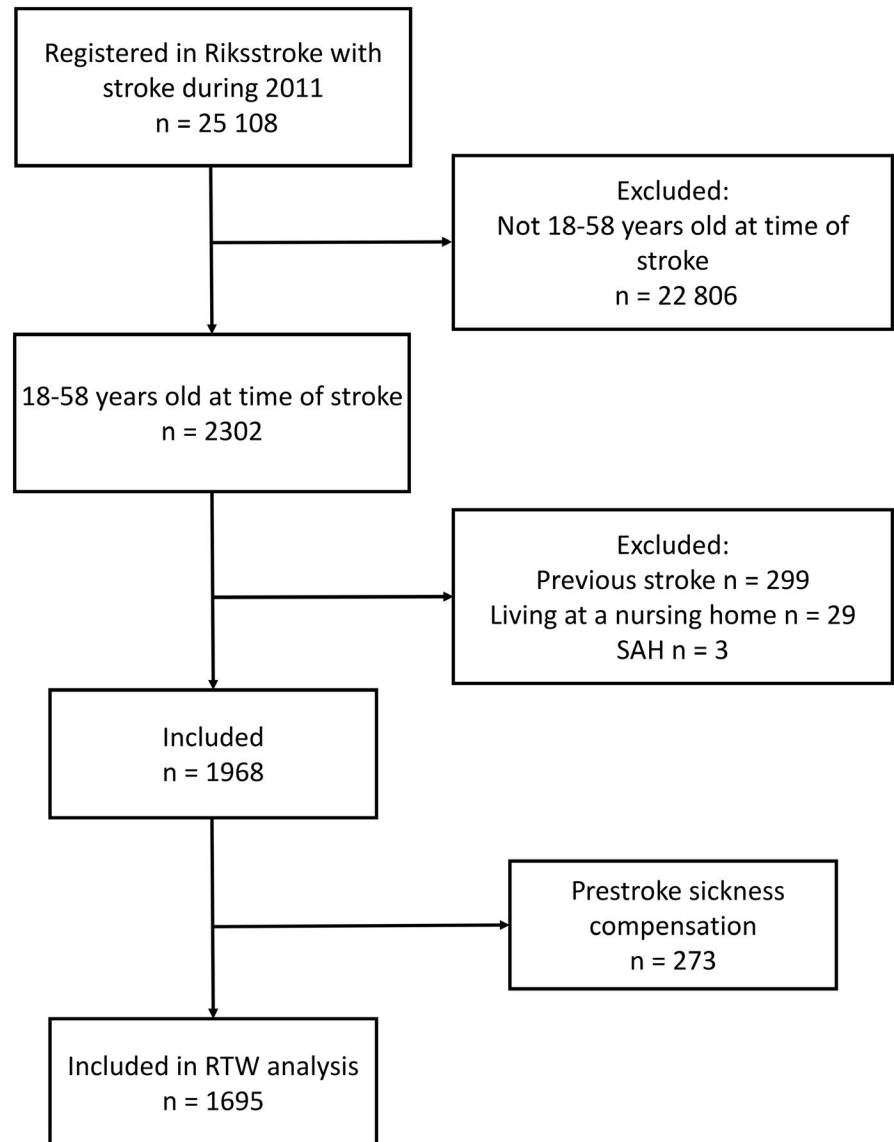 Registered in Riksstroke with
stroke during 2011
n = 25 108
Excluded:
Not 18-58 years old at time of
stroke
n = 22 806
18-58 years old at time of stroke
n = 2302
Excluded:
Previous stroke n = 299
Living at a nursing home n = 29
SAH n = 3
Included
n = 1968
Prestroke sickness
compensation
n = 273
Included in RTW analysis
n = 1695